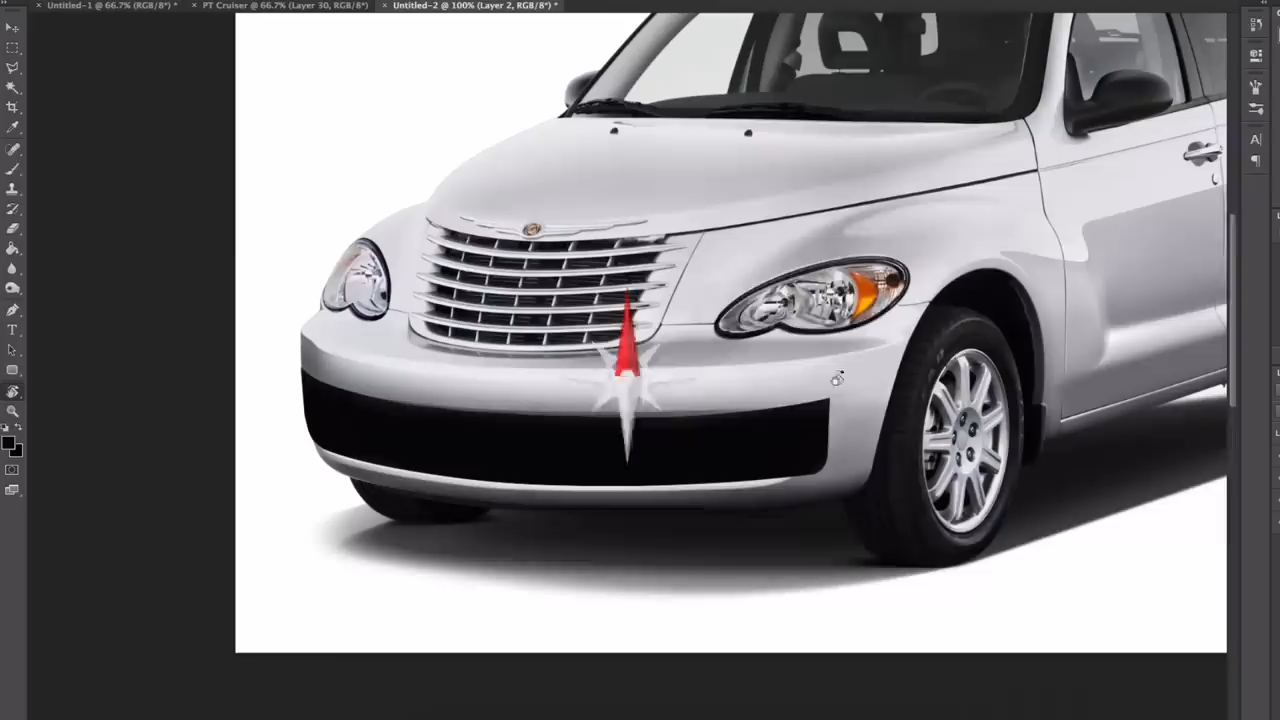 × Untitled-1 @ 66.7% (RGB/8*) * × PT Cruiser @ 66.7% (Layer 30, RGB/8*) × Untitled-2 @ 100% (Layer 2, RGB/8*) *